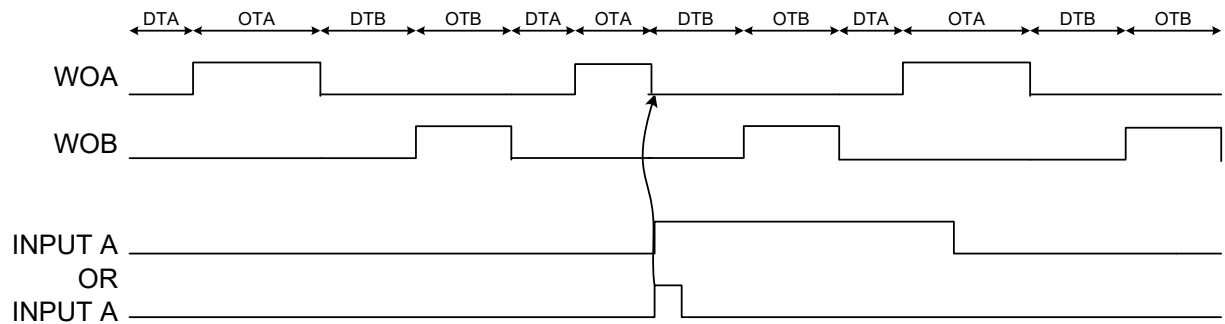 DTA OTA DTB OTB DTA OTA DTB OTB DTA OTA DTB OTB
WOA
WOB
INPUT A
OR
INPUT A